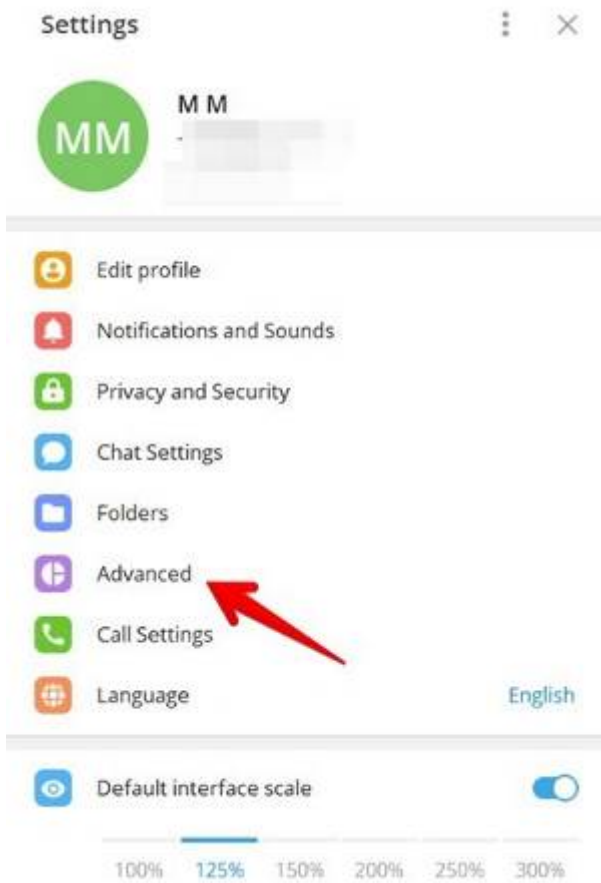 Settings
MM
M M
Edit profile
Notifications and Sounds
Privacy and Security
Chat Settings
Folders
Advanced
Call Settings
Language English
Default interface scale
100% 125% 150% 200% 250% 300%